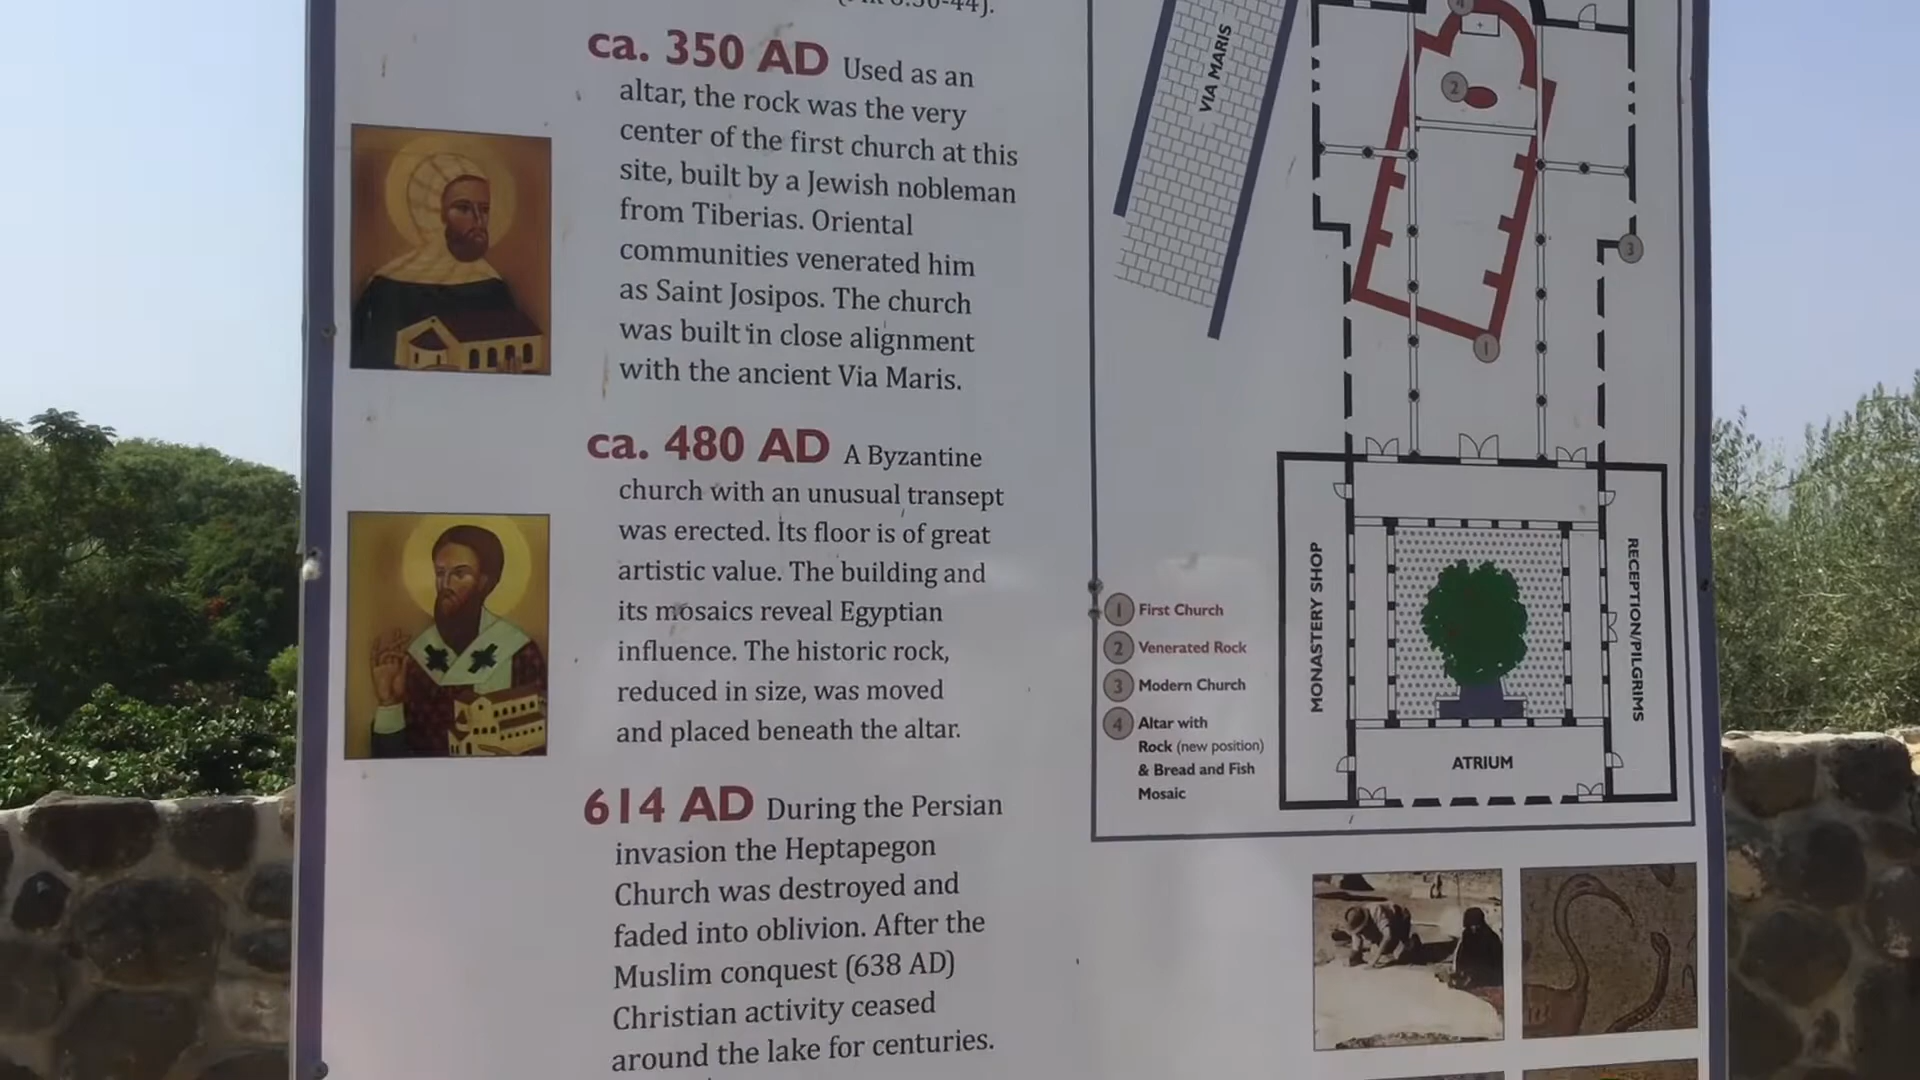 ca. 350 AD Used as an
altar, the rock was the very
center of the first church at this
site, built by a Jewish nobleman
from Tiberias. Oriental
communities venerated him
as Saint Josipos. The church
was built in close alignment
with the ancient Via Maris.
ca. 480 AD A Byzantine
church with an unusual transept
was erected. Its floor is of great
artistic value. The building and
its mosaics reveal Egyptian
influence. The historic rock,
reduced in size, was moved
and placed beneath the altar.
614 AD During the Persian
invasion the Heptapegon
Church was destroyed and
faded into oblivion. After the
Muslim conquest (638 AD)
Christian activity ceased
around the lake for centuries.
VIA MARIS
4
2
3
1
1 First Church
2 Venerated Rock
3 Modern Church
4 Altar with
Rock (new position)
& Bread and Fish
Mosaic
MONASTERY SHOP
RECEPTION/PILGRIMS
ATRIUM